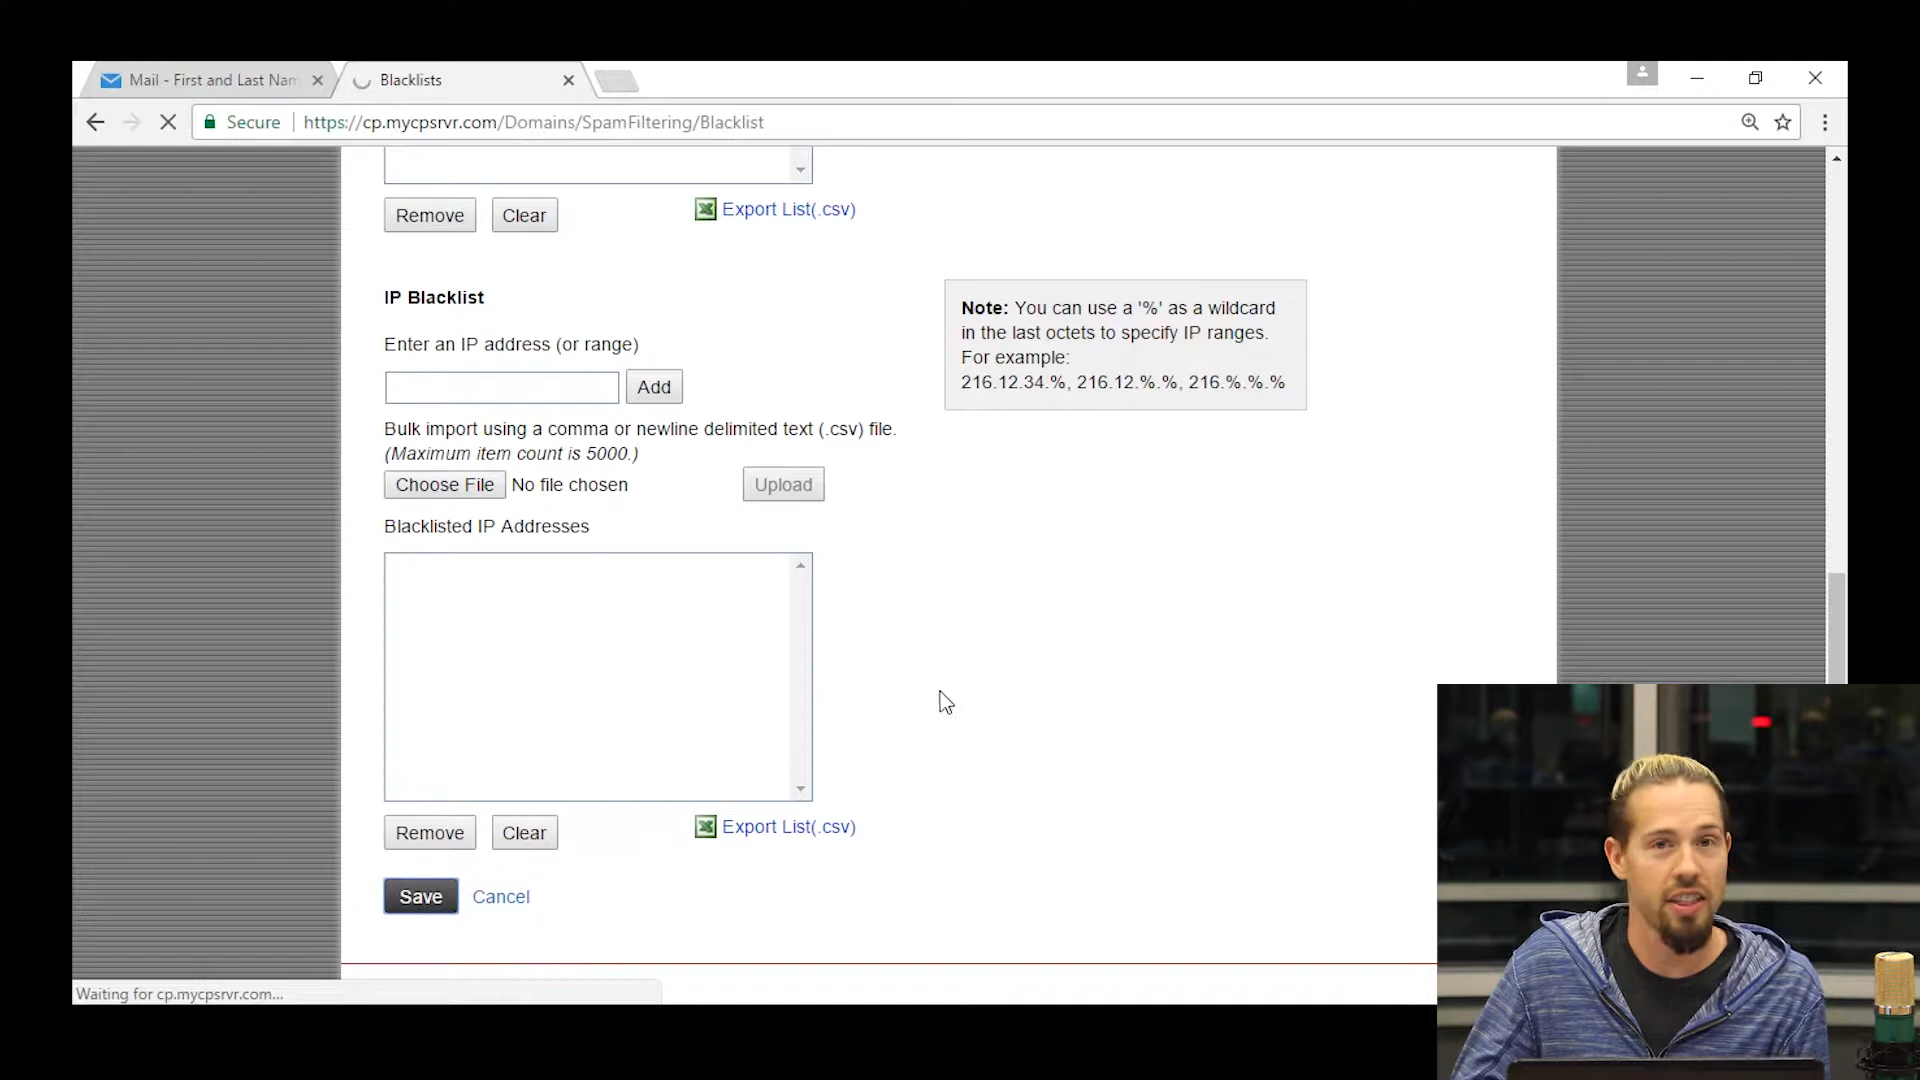 Mail - First and Last Nam
Blacklists
Secure
https://cp.mycpsrvr.com/Domains/SpamFiltering/Blacklist
Remove
Clear
Export List(.csv)
IP Blacklist
Enter an IP address (or range)
Add
Note: You can use a '%' as a wildcard
in the last octets to specify IP ranges.
For example:
216.12.34.%, 216.12.%.%, 216.%.%.%
Bulk import using a comma or newline delimited text (.csv) file.
(Maximum item count is 5000.)
Choose File No file chosen
Upload
Blacklisted IP Addresses
Remove
Clear
Export List(.csv)
Save
Cancel
Waiting for cp.mycpsrvr.com...